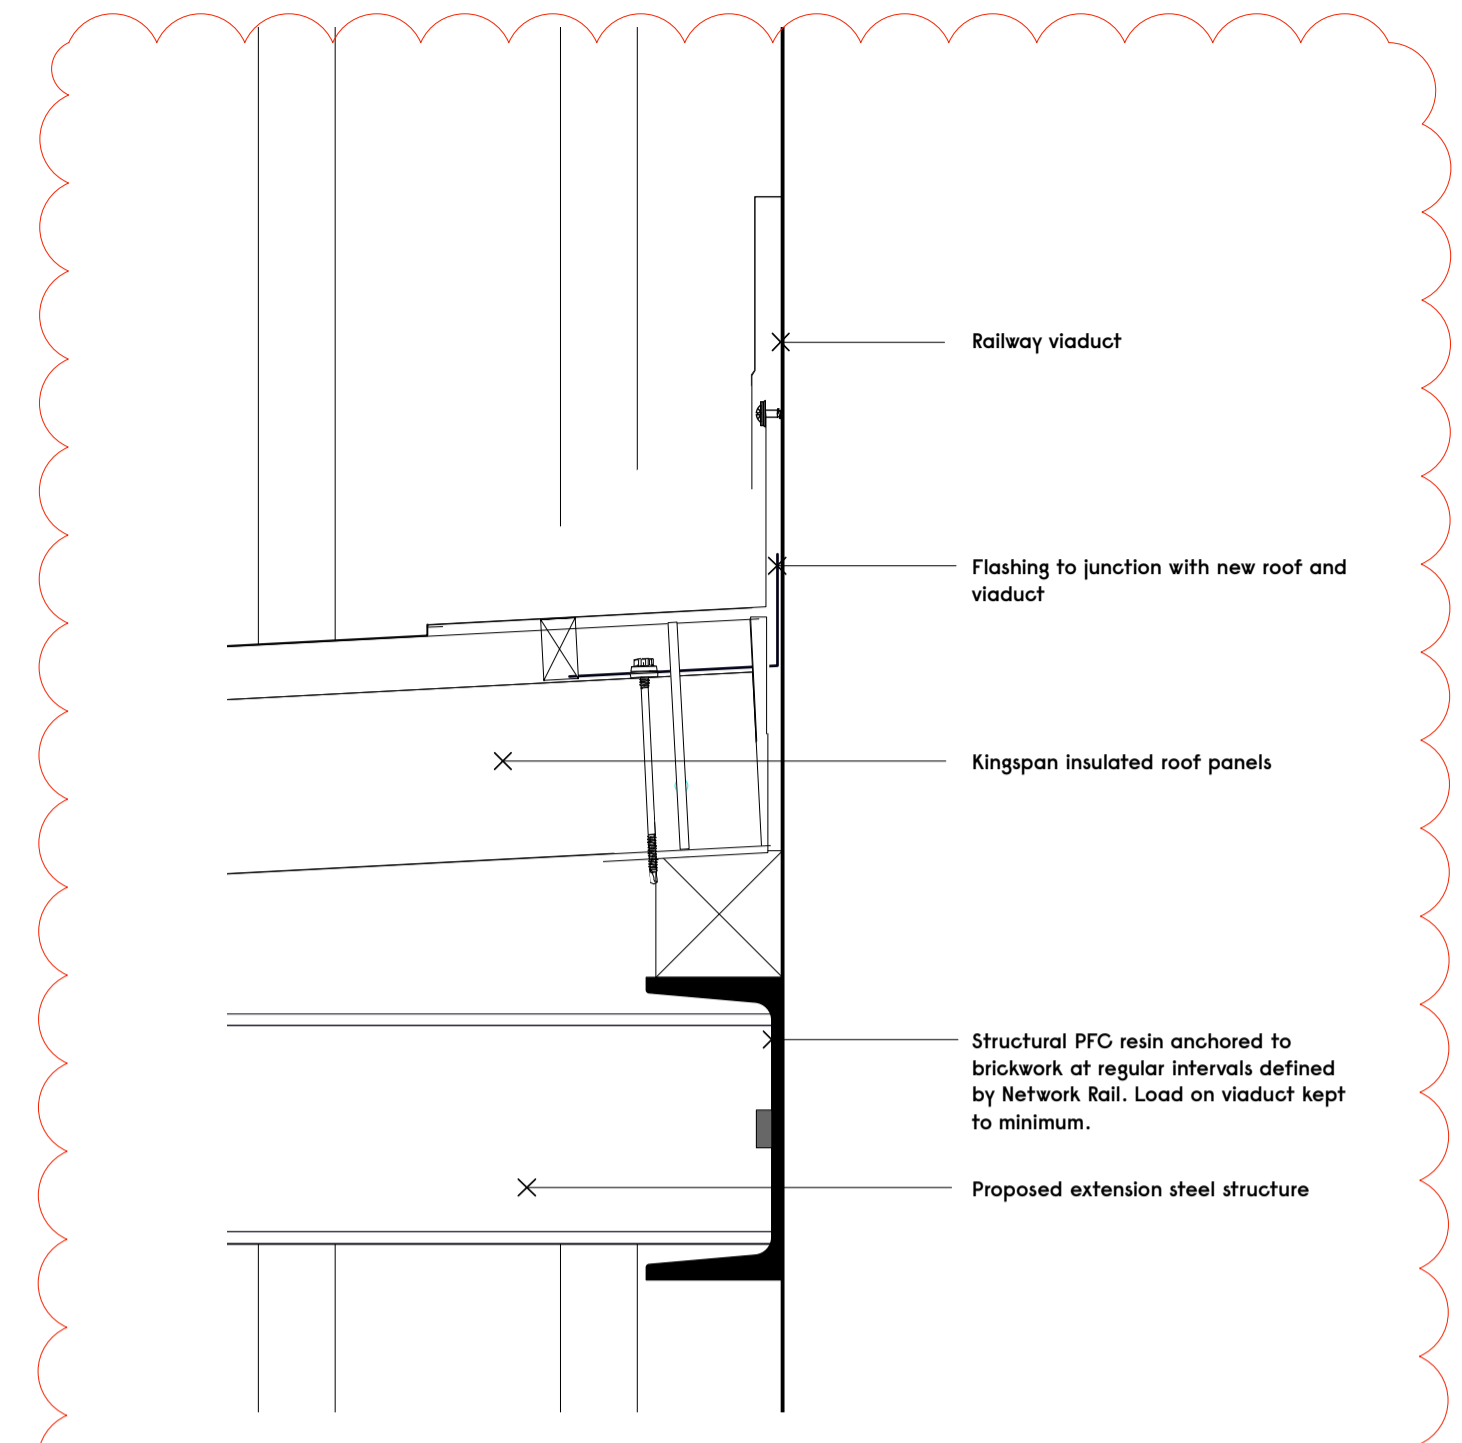 Railway viaduct
Flashing to junction with new roof and
viaduct
Kingspan insulated roof panels
Structural PFC resin anchored to
brickwork at regular intervals defined
by Network Rail. Load on viaduct kept
to minimum.
Proposed extension steel structure